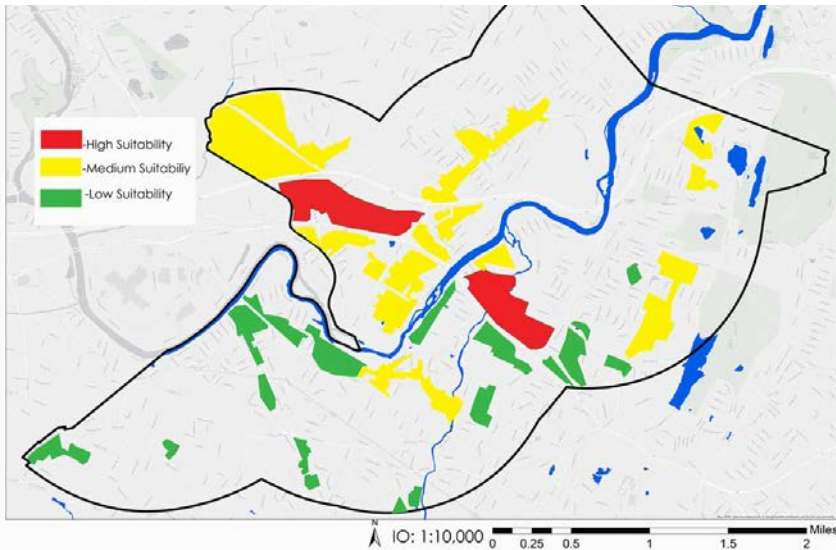 -High Suitability
-Medium Suitabiliy
-Low Suitability
N
IO: 1:10,000
Miles
0 0.25 0.5 1 1.5 2